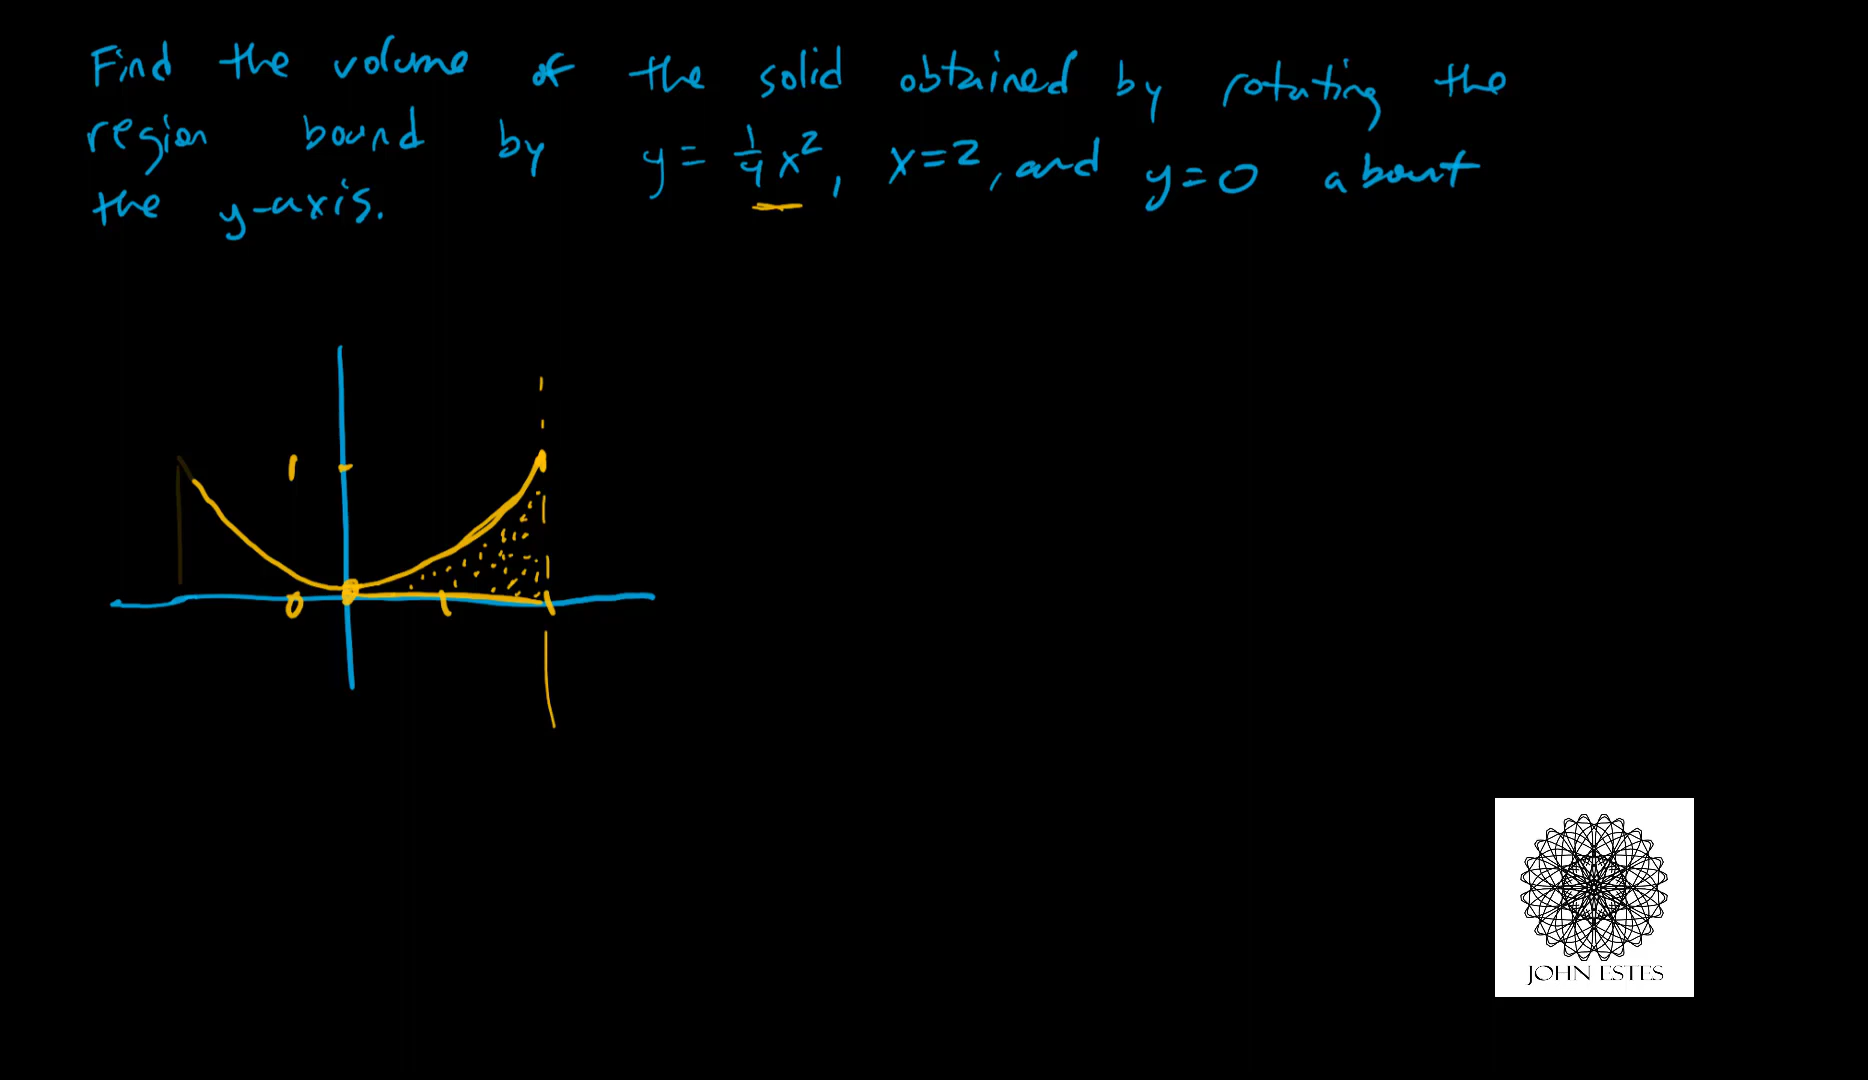 Find the volume of the solid obtained by rotating the
region bound by y = 1/4 x², x=2, and y=0 about
the y-axis.
1
0
JOHN ESTES